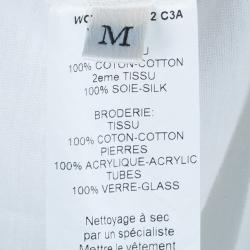 2 C3A
M
TISSU
100% COTON-COTTON
2eme TISSU
100% SOIE-SILK
BRODERIE:
TISSU
100% COTON-COTTON
PIERRES
100% ACRYLIQUE-ACRYLIC
TUBES
100% VERRE-GLASS
Nettoyage à sec
par un spécialiste
Mettre le vêtement